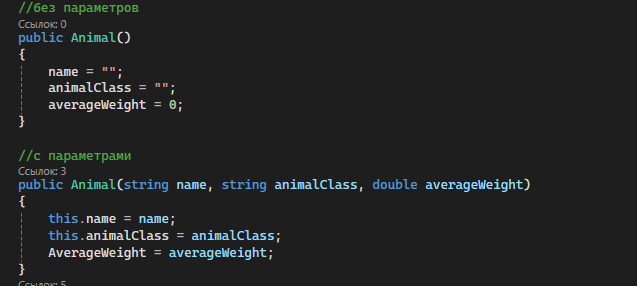 //без параметров
Ссылок: 0
public Animal()
{
name = "";
animalClass = "";
averageWeight = 0;
}
//с параметрами
Ссылок: 3
public Animal(string name, string animalClass, double averageWeight)
{
this.name = name;
this.animalClass = animalClass;
AverageWeight = averageWeight;
}
Ссылок: 5